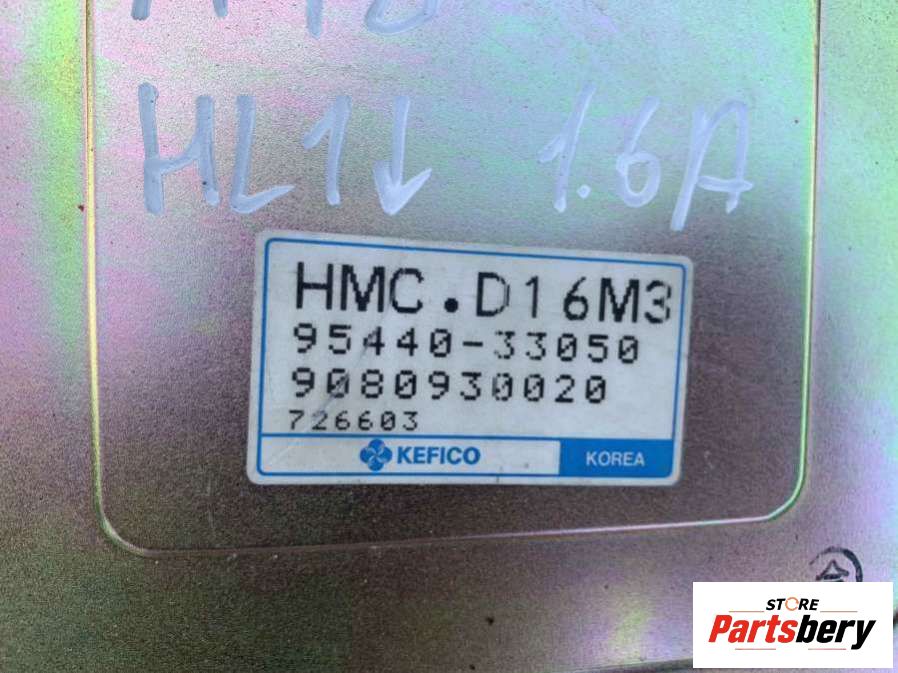 HL1↓ 1.6A
HMC.D16M3
95440-33050
9080930020
726603
KEFICO KOREA
STORE
Partsbery